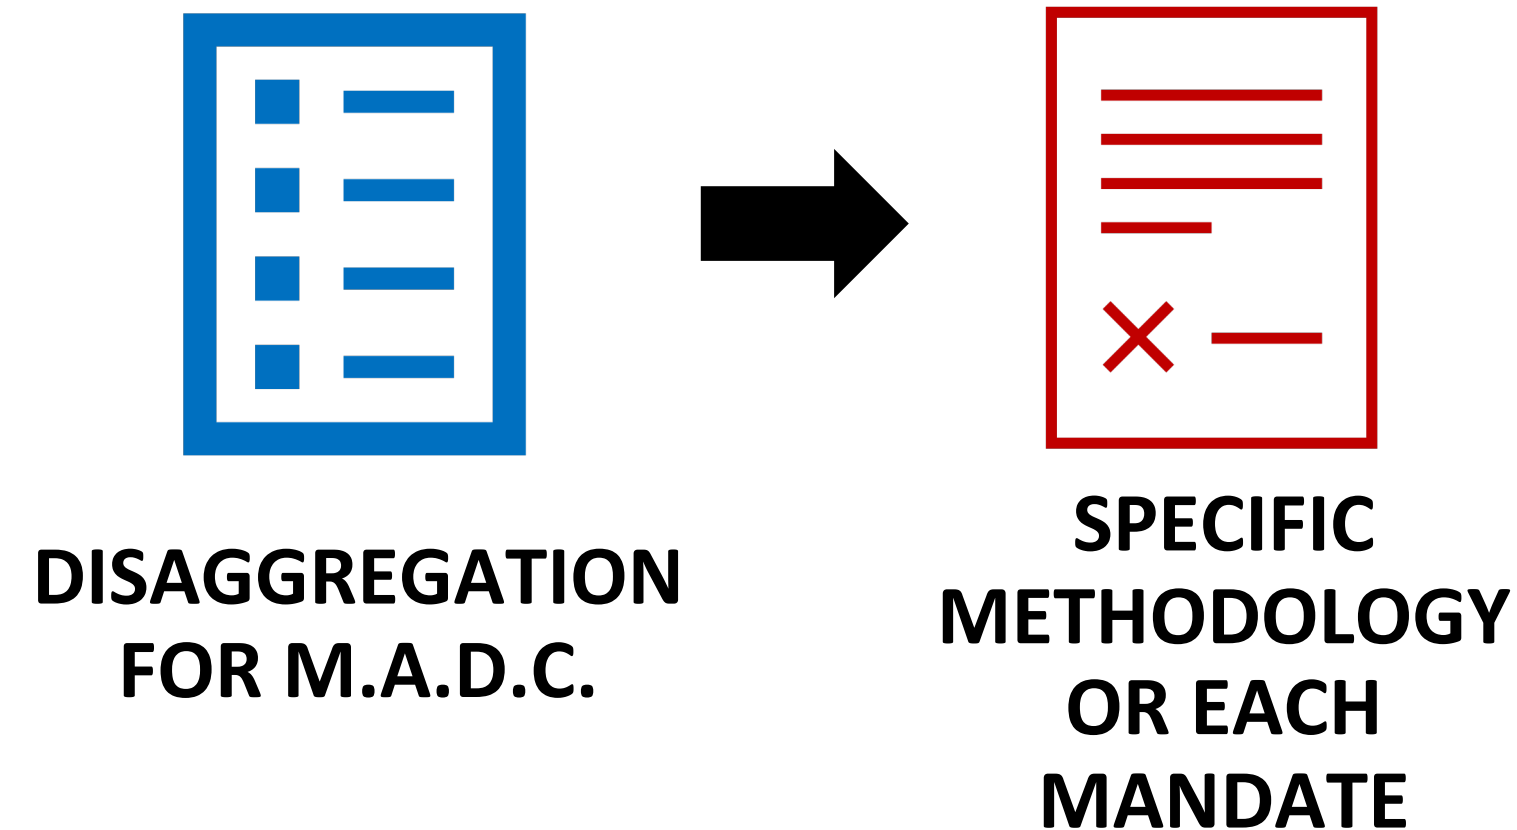 DISAGGREGATION
FOR M.A.D.C.
SPECIFIC
METHODOLOGY
OR EACH
MANDATE